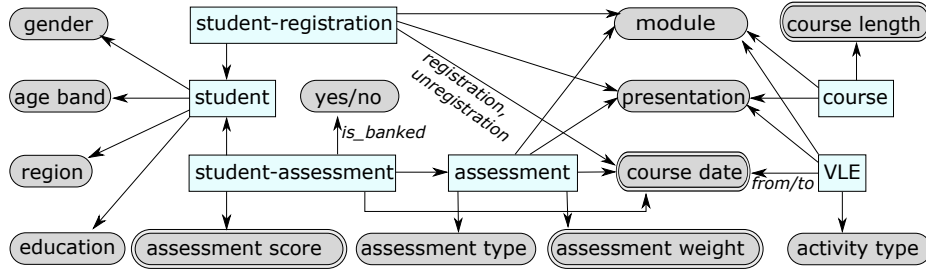 gender
student-registration
module
course length
registration,
unregistration
age band
student
yes/no
presentation
course
is_banked
region
student-assessment
assessment
course date
from/to
VLE
education
assessment score
assessment type
assessment weight
activity type